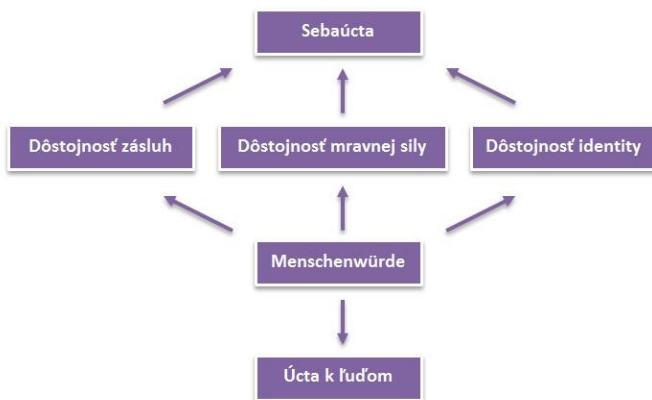 Sebaúcta
Dôstojnosť zásluh
Dôstojnosť mravnej sily
Dôstojnosť identity
Menschenwürde
Úcta k ľuďom